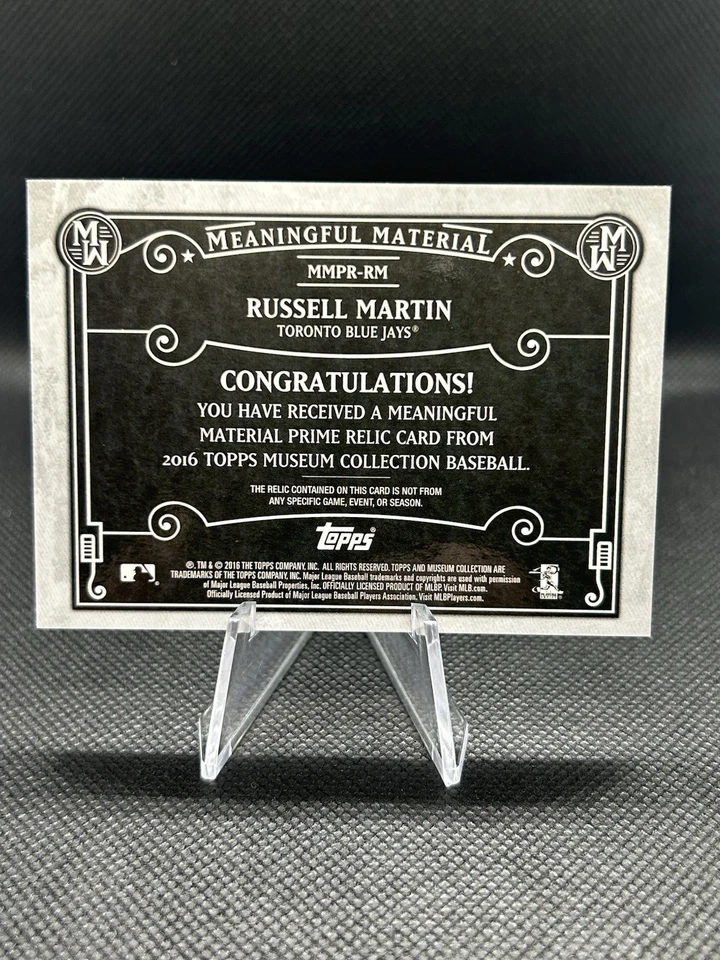 MM
MM
MEANINGFUL MATERIAL
MMPR-RM
RUSSELL MARTIN
TORONTO BLUE JAYS®
CONGRATULATIONS!
YOU HAVE RECEIVED A MEANINGFUL
MATERIAL PRIME RELIC CARD FROM
2016 TOPPS MUSEUM COLLECTION BASEBALL.
THE RELIC CONTAINED ON THIS CARD IS NOT FROM
ANY SPECIFIC GAME, EVENT, OR SEASON.
topps®
®, TM & © 2016 THE TOPPS COMPANY, INC. ALL RIGHTS RESERVED. TOPPS AND MUSEUM COLLECTION ARE
TRADEMARKS OF THE TOPPS COMPANY, INC. Major League Baseball trademarks and copyrights are used with permission
of Major League Baseball Properties, Inc. OFFICIALLY LICENSED PRODUCT OF MLBP. Visit MLB.com.
Officially Licensed Product of Major League Baseball Players Association. Visit MLBPlayers.com.